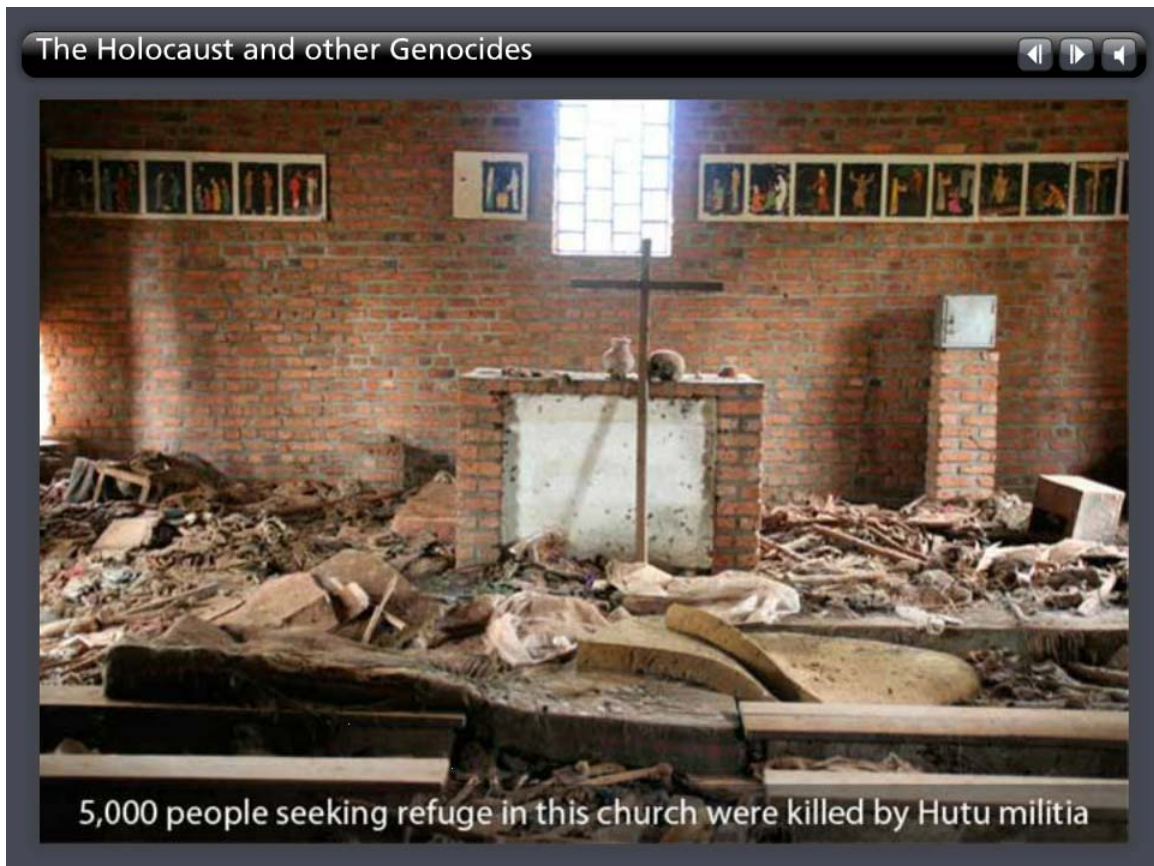 The Holocaust and other Genocides
5,000 people seeking refuge in this church were killed by Hutu militia